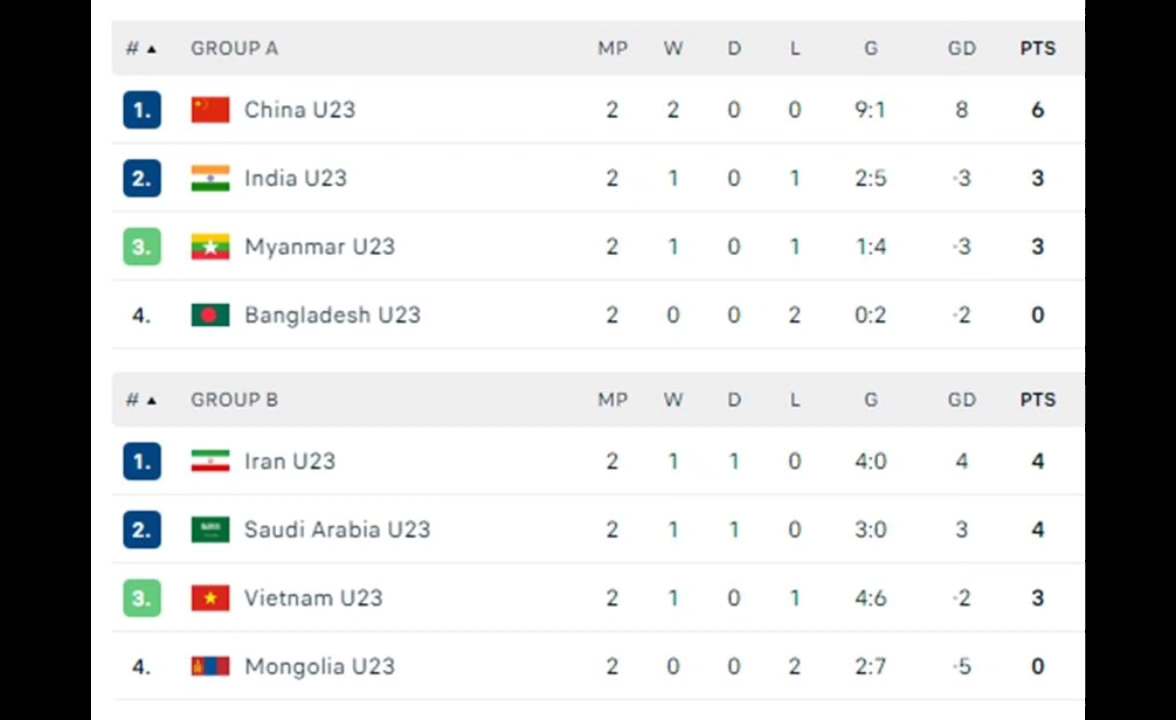 # ▲ GROUP A MP W D L G GD PTS
1. China U23 2 2 0 0 9:1 8 6
2. India U23 2 1 0 1 2:5 -3 3
3. Myanmar U23 2 1 0 1 1:4 -3 3
4. Bangladesh U23 2 0 0 2 0:2 -2 0
# ▲ GROUP B MP W D L G GD PTS
1. Iran U23 2 1 1 0 4:0 4 4
2. Saudi Arabia U23 2 1 1 0 3:0 3 4
3. Vietnam U23 2 1 0 1 4:6 -2 3
4. Mongolia U23 2 0 0 2 2:7 -5 0